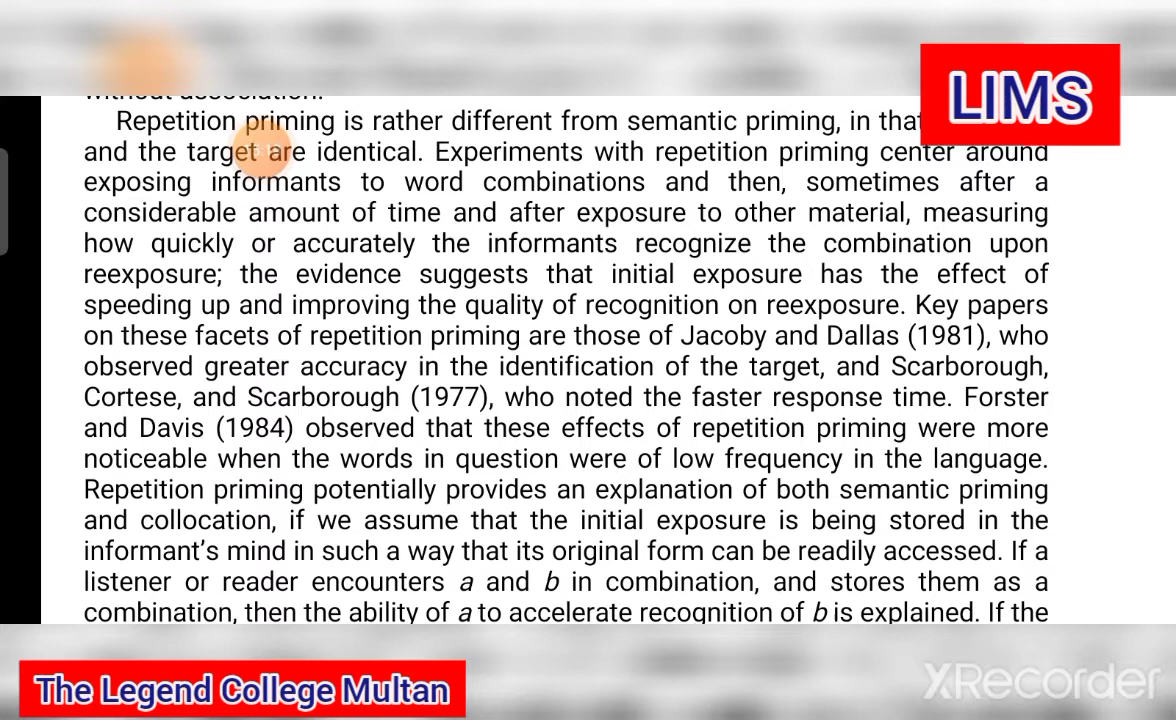 without association.
LIMS
Repetition priming is rather different from semantic priming, in that
and the target are identical. Experiments with repetition priming center around
exposing informants to word combinations and then, sometimes after a
considerable amount of time and after exposure to other material, measuring
how quickly or accurately the informants recognize the combination upon
reexposure; the evidence suggests that initial exposure has the effect of
speeding up and improving the quality of recognition on reexposure. Key papers
on these facets of repetition priming are those of Jacoby and Dallas (1981), who
observed greater accuracy in the identification of the target, and Scarborough,
Cortese, and Scarborough (1977), who noted the faster response time. Forster
and Davis (1984) observed that these effects of repetition priming were more
noticeable when the words in question were of low frequency in the language.
Repetition priming potentially provides an explanation of both semantic priming
and collocation, if we assume that the initial exposure is being stored in the
informant’s mind in such a way that its original form can be readily accessed. If a
listener or reader encounters a and b in combination, and stores them as a
combination, then the ability of a to accelerate recognition of b is explained. If the
The Legend College Multan
XRecorder